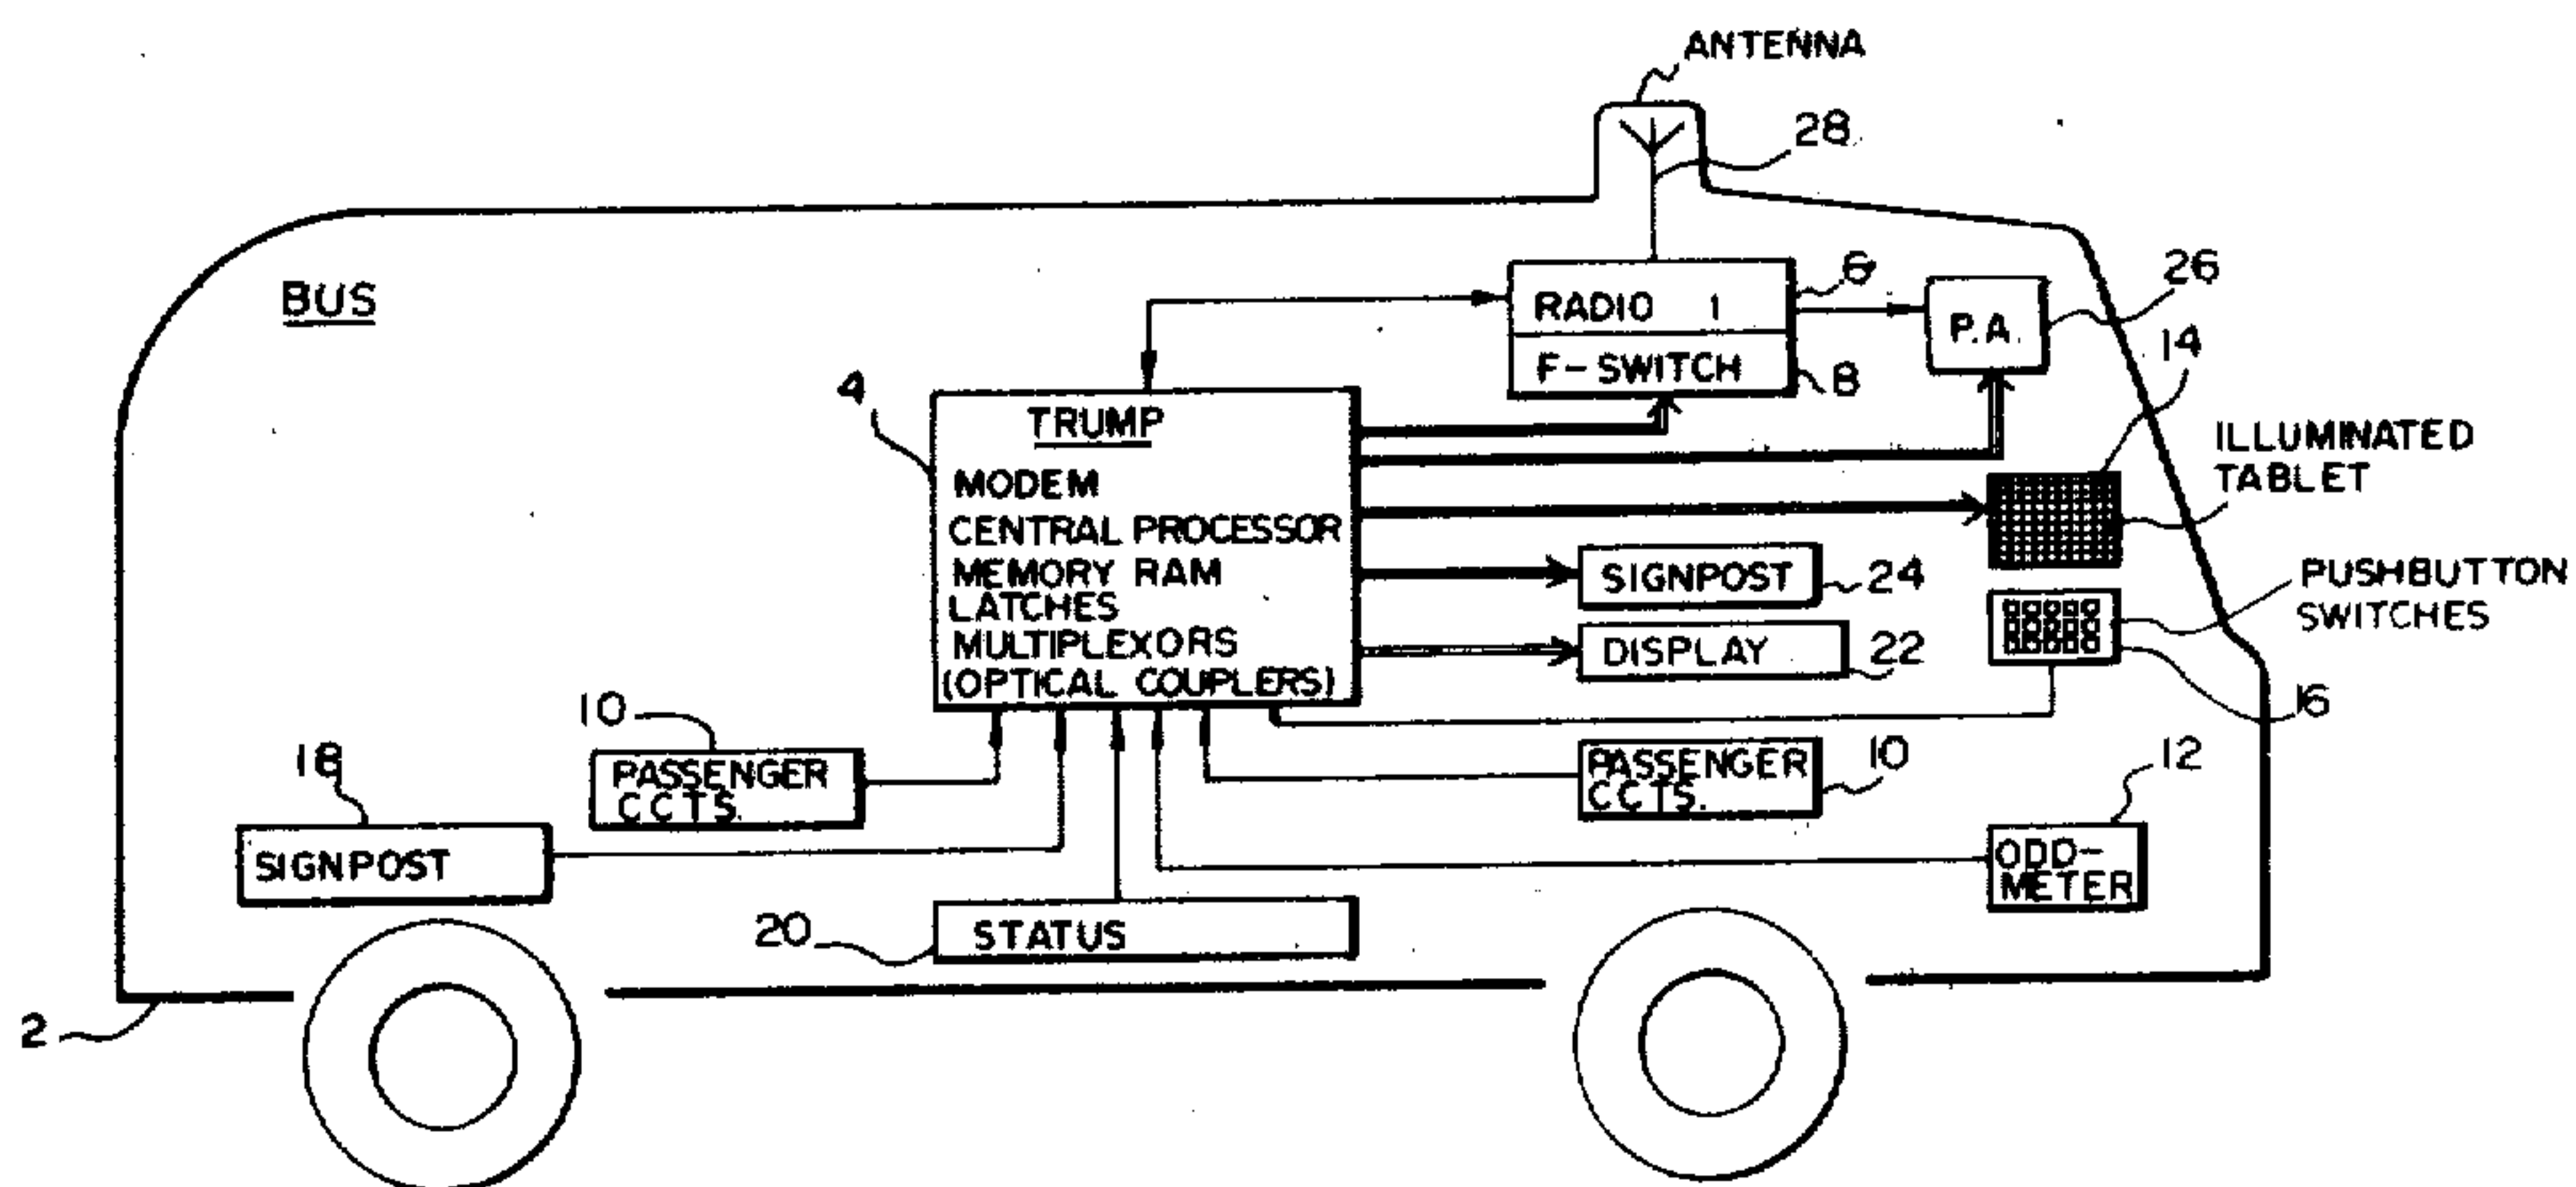 ANTENNA
28
BUS
6
26
RADIO 1
P.A.
14
F-SWITCH
8
4
TRUMP
ILLUMINATED
TABLET
MODEM
CENTRAL PROCESSOR
MEMORY RAM
LATCHES
MULTIPLEXORS
(OPTICAL COUPLERS)
SIGNPOST
24
PUSHBUTTON
SWITCHES
DISPLAY
22
16
10
PASSENGER
CCTS.
18
SIGNPOST
PASSENGER
CCTS.
10
12
ODD-
METER
20
STATUS
2